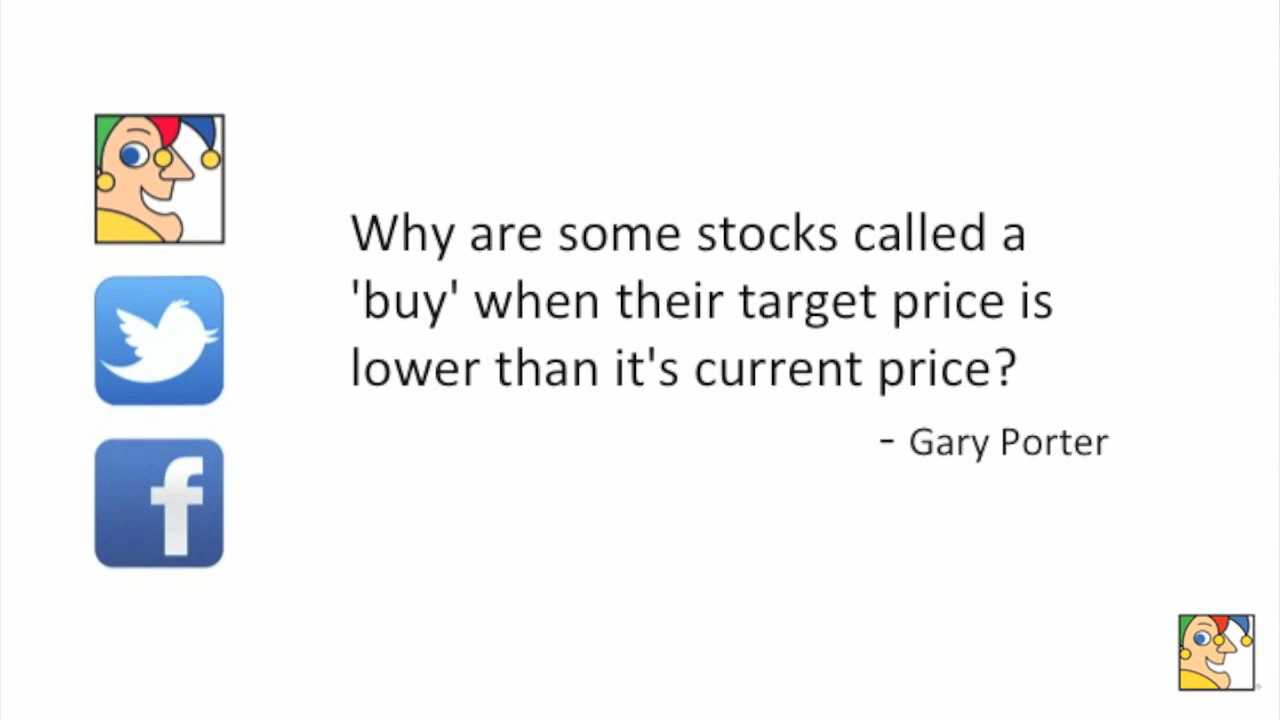 Why are some stocks called a
'buy' when their target price is
lower than it's current price?
- Gary Porter